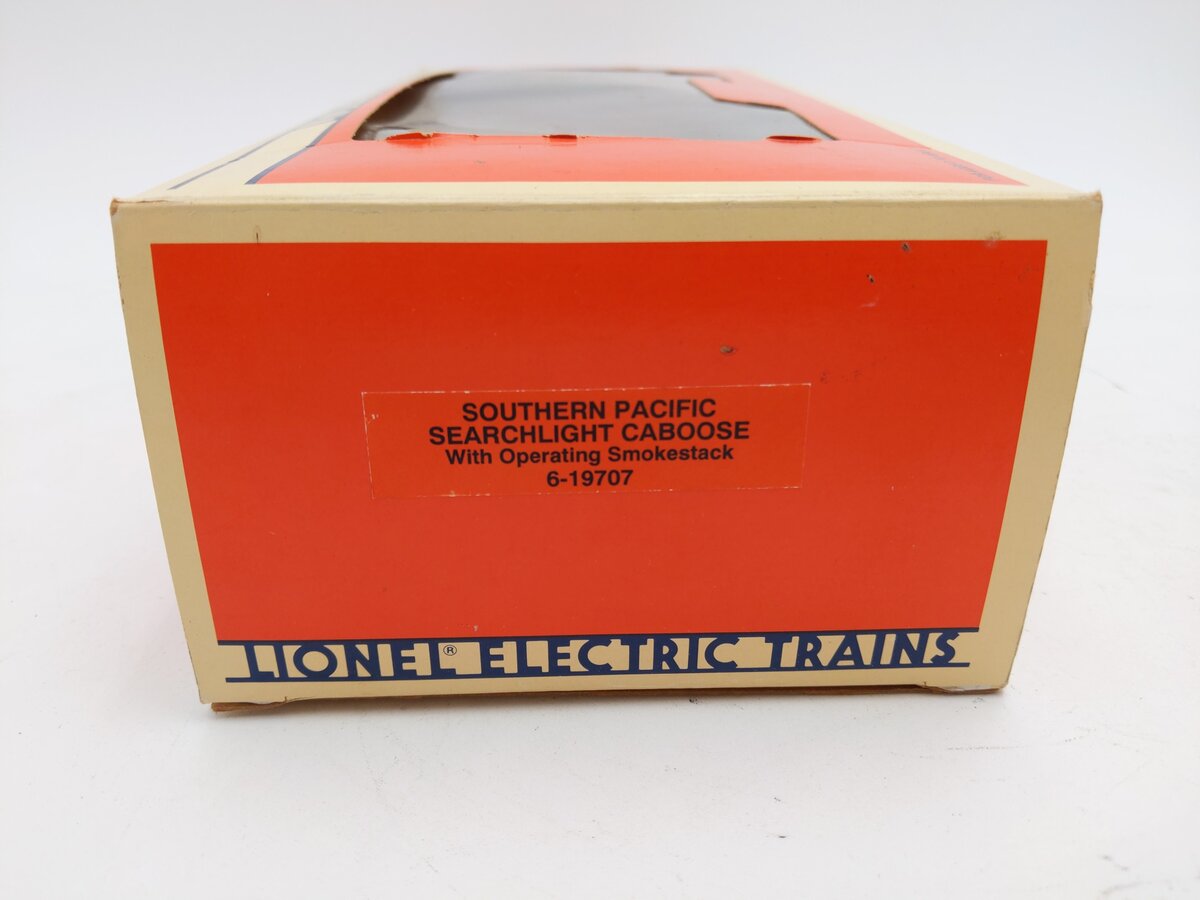 SOUTHERN PACIFIC
SEARCHLIGHT CABOOSE
With Operating Smokestack
6-19707
LIONEL® ELECTRIC TRAINS